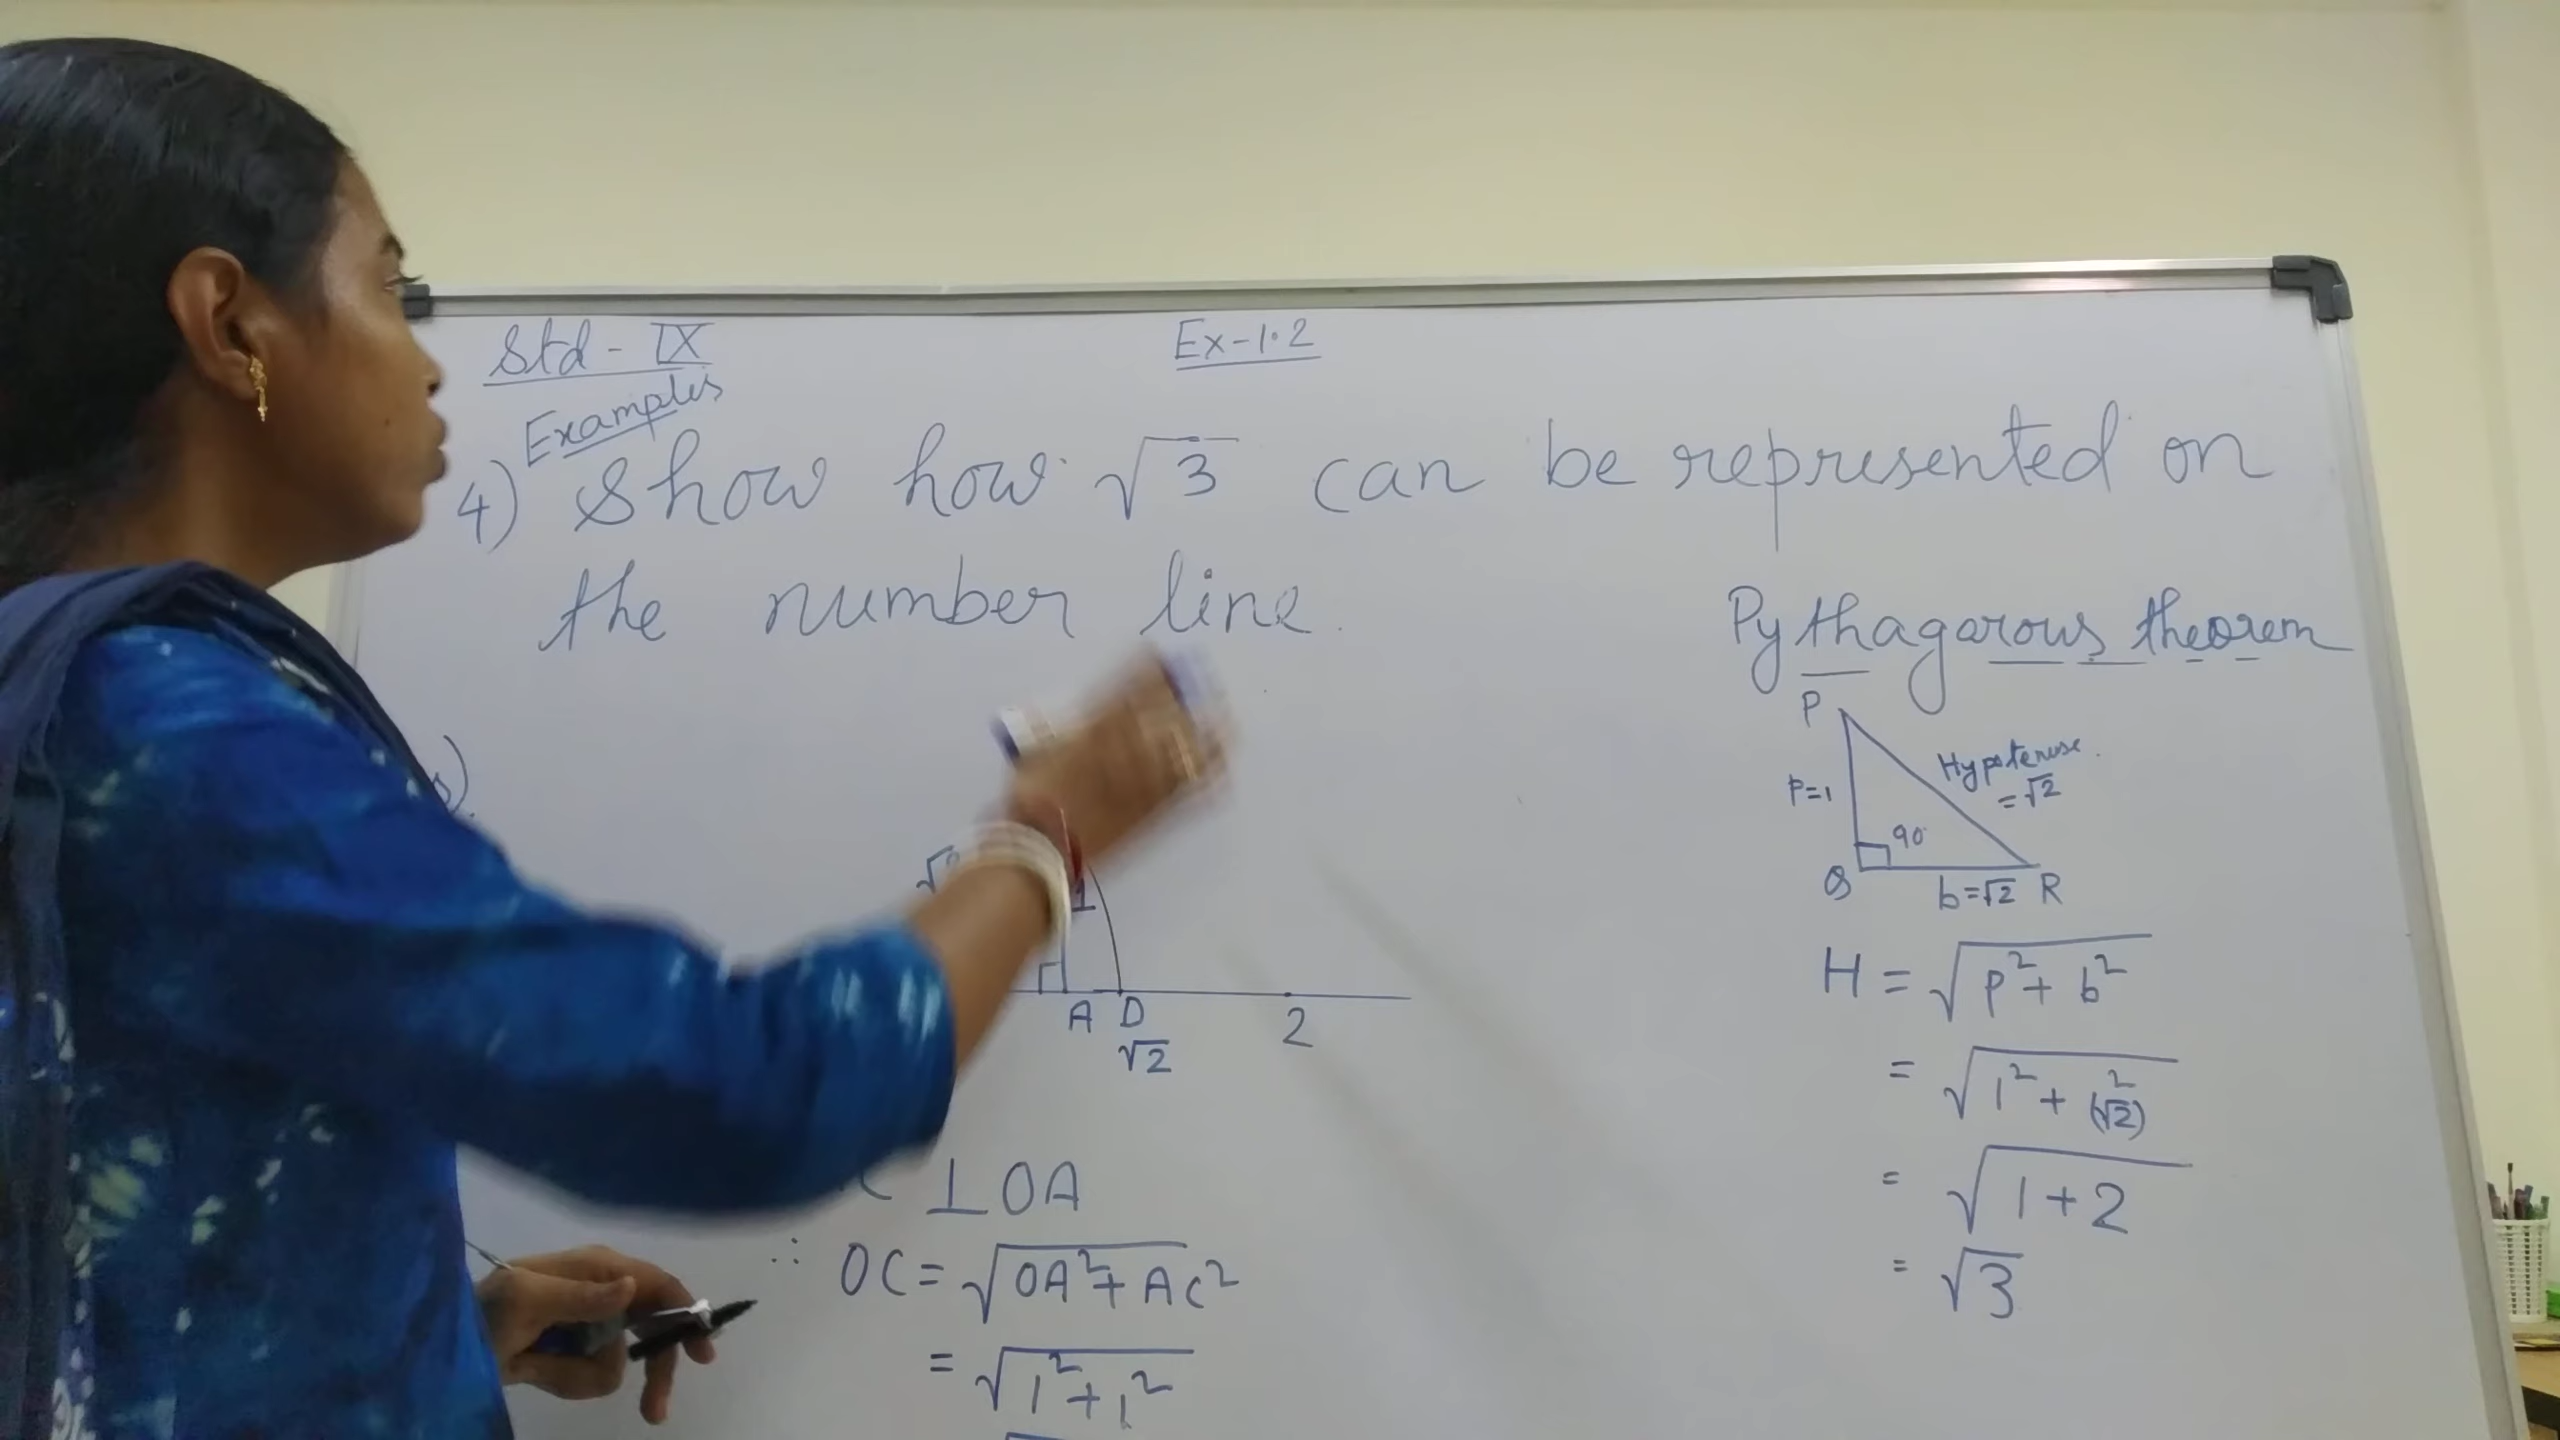 Std - IX
Ex-1.2
Examples
4) Show how √3 can be represented on
the number line.
Pythagarous theorem
P
P=1
Hypotenuse
=√2
90
Q
b=√2 R
H = √P²+ b²
= √1²+ (√2)²
= √1+2
= √3
1
A D
2
√2
⊥ OA
∴ OC= √OA²+ AC²
= √1²+1²